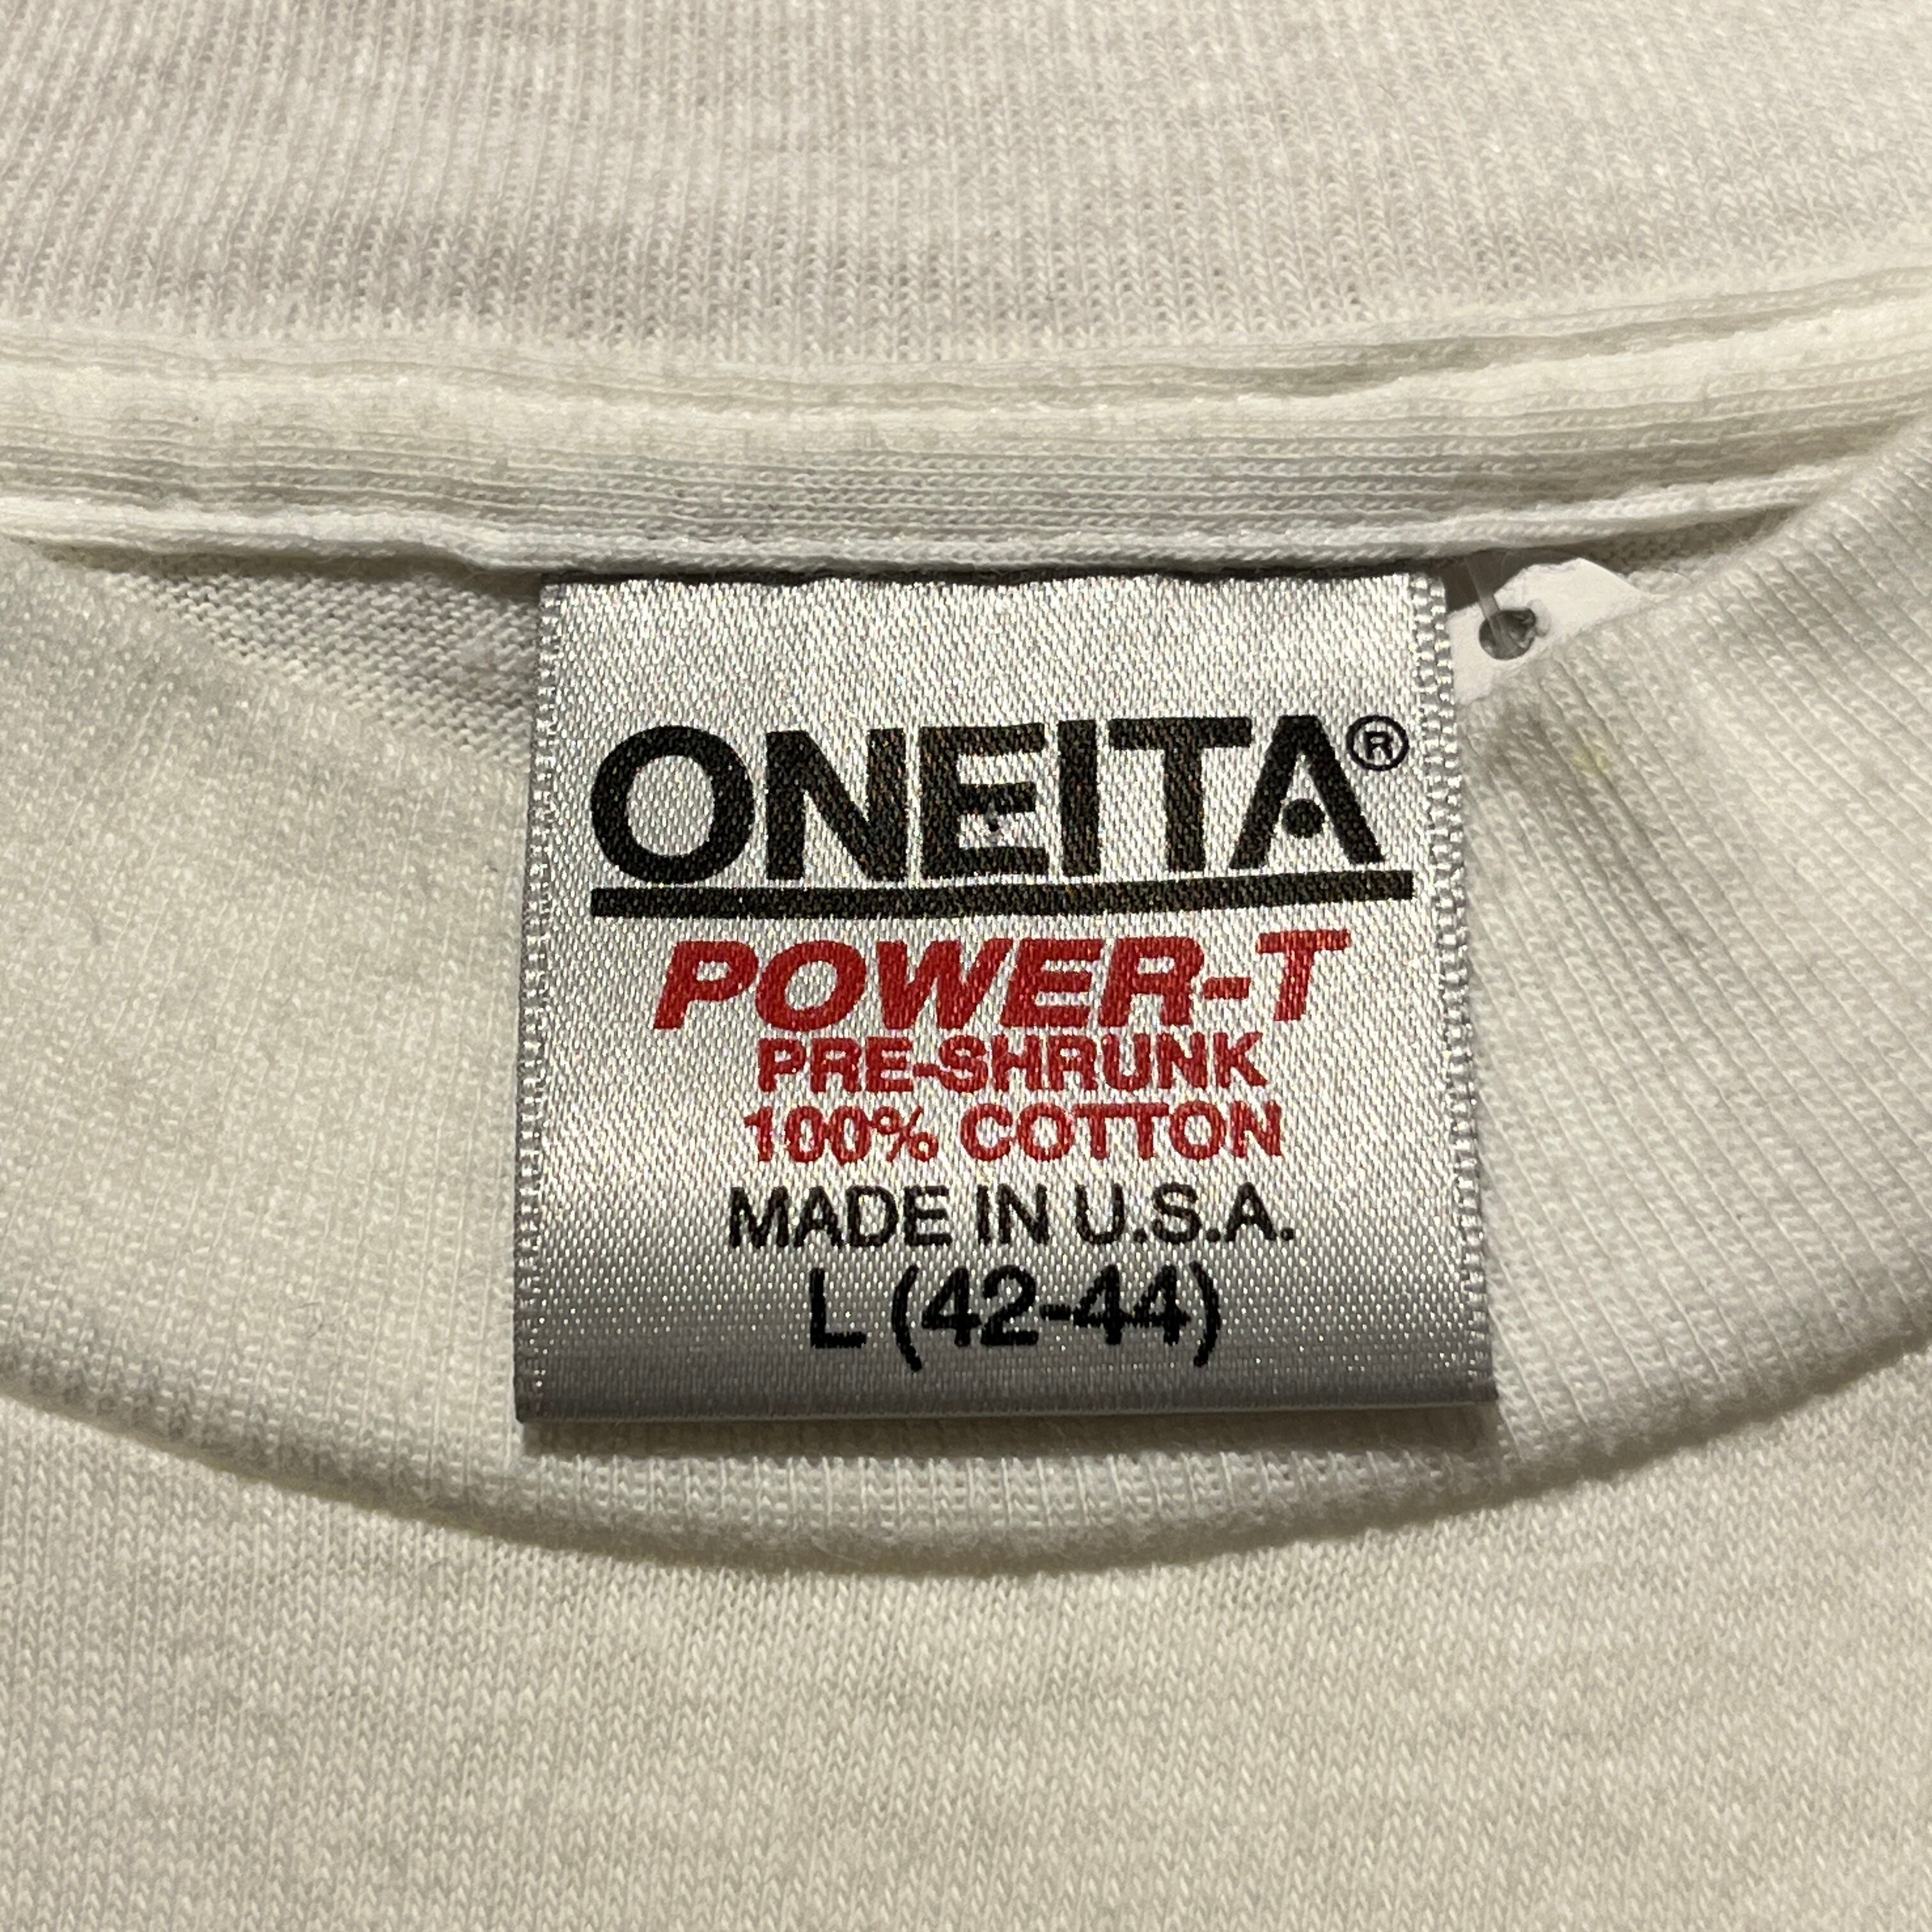 ONEITA®
POWER-T
PRE-SHRUNK
100% COTTON
MADE IN U.S.A.
L (42-44)